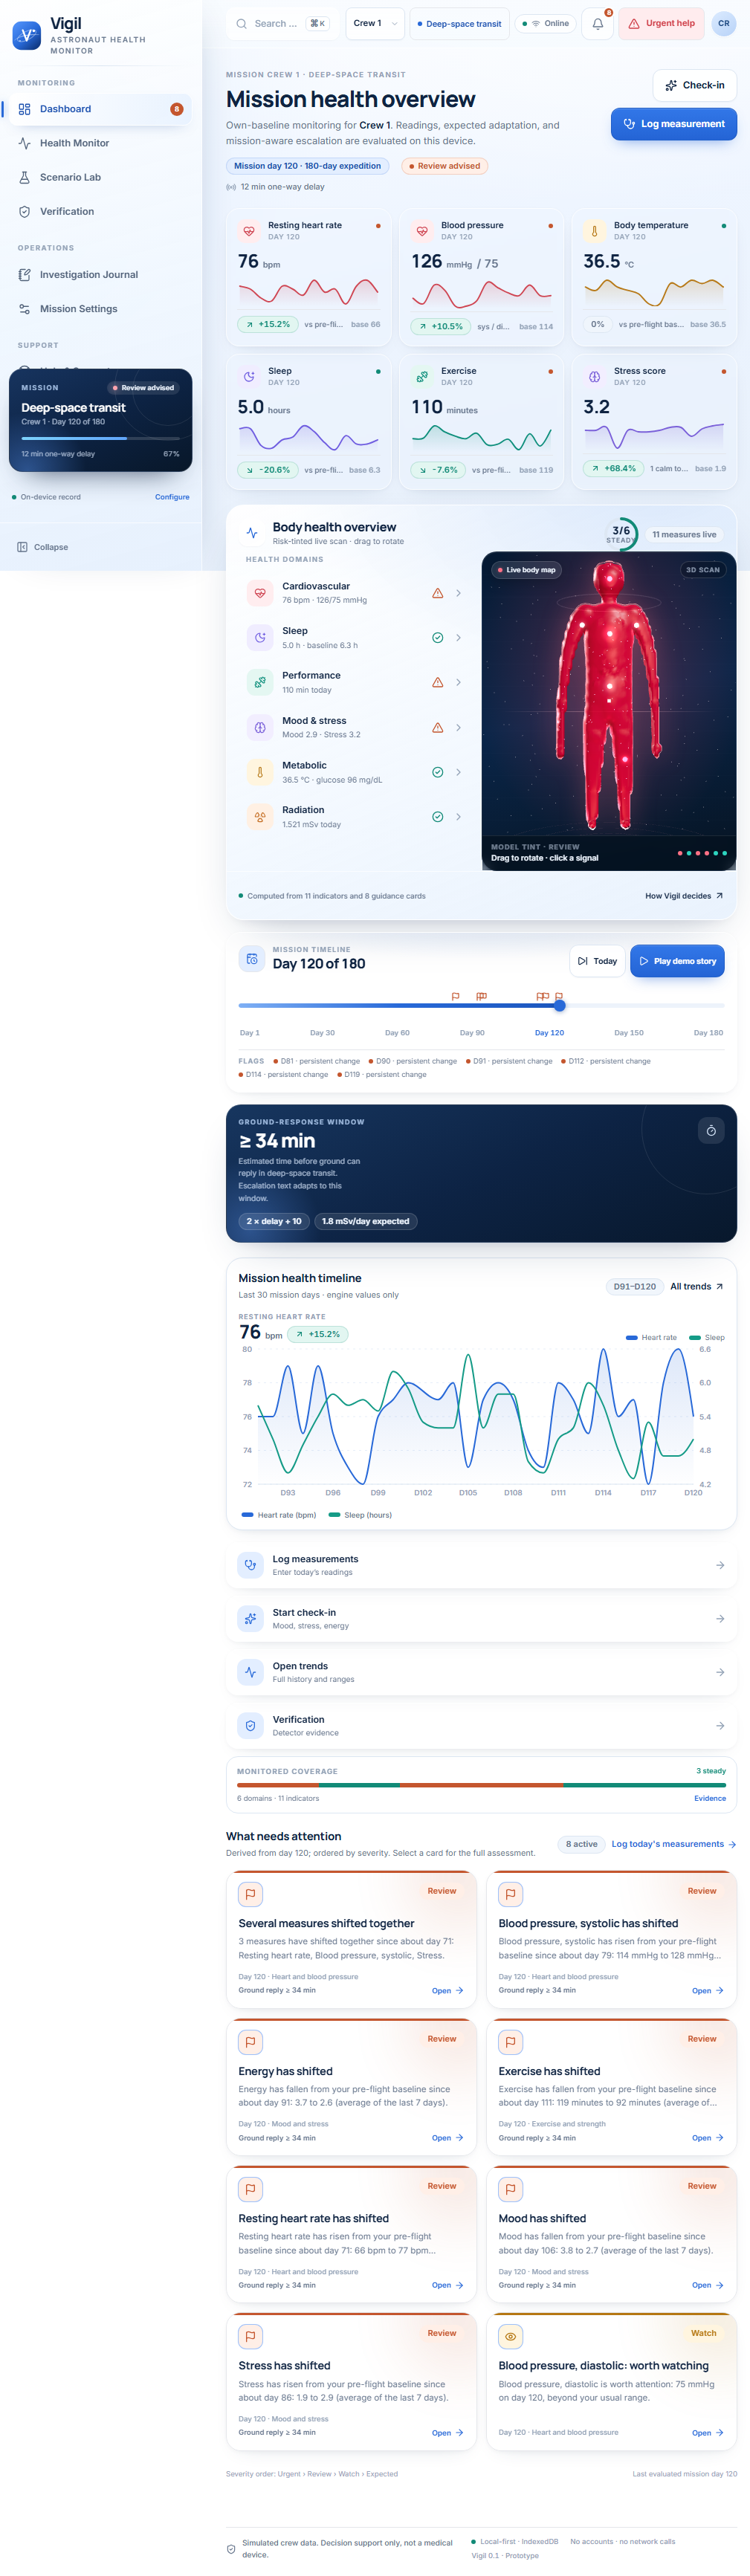 Vigil
ASTRONAUT HEALTH
MONITOR
Search ...
⌘K
Crew 1
Deep-space transit
Online
8
Urgent help
CR
MONITORING
Dashboard
8
Health Monitor
Scenario Lab
Verification
OPERATIONS
Investigation Journal
Mission Settings
SUPPORT
MISSION
Review advised
Deep-space transit
Crew 1 · Day 120 of 180
12 min one-way delay
67%
On-device record
Configure
Collapse
MISSION CREW 1 · DEEP-SPACE TRANSIT
Mission health overview
Own-baseline monitoring for Crew 1. Readings, expected adaptation, and
mission-aware escalation are evaluated on this device.
Mission day 120 · 180-day expedition
Review advised
12 min one-way delay
Check-in
Log measurement
Resting heart rate
DAY 120
76 bpm
+15.2%
vs pre-fli...
base 66
Blood pressure
DAY 120
126 mmHg / 75
+10.5%
sys / di...
base 114
Body temperature
DAY 120
36.5 °C
0%
vs pre-flight bas...
base 36.5
Sleep
DAY 120
5.0 hours
-20.6%
vs pre-fli...
base 6.3
Exercise
DAY 120
110 minutes
-7.6%
vs pre-fli...
base 119
Stress score
DAY 120
3.2
+68.4%
1 calm to...
base 1.9
Body health overview
Risk-tinted live scan · drag to rotate
3/6
STEADY
11 measures live
HEALTH DOMAINS
Cardiovascular
76 bpm · 126/75 mmHg
Sleep
5.0 h · baseline 6.3 h
Performance
110 min today
Mood & stress
Mood 2.9 · Stress 3.2
Metabolic
36.5 °C · glucose 96 mg/dL
Radiation
1.521 mSv today
Live body map
3D SCAN
MODEL TINT · REVIEW
Drag to rotate · click a signal
Computed from 11 indicators and 8 guidance cards
How Vigil decides
MISSION TIMELINE
Day 120 of 180
Today
Play demo story
Day 1
Day 30
Day 60
Day 90
Day 120
Day 150
Day 180
FLAGS
D81 · persistent change
D90 · persistent change
D91 · persistent change
D112 · persistent change
D114 · persistent change
D119 · persistent change
GROUND-RESPONSE WINDOW
≥ 34 min
Estimated time before ground can
reply in deep-space transit.
Escalation text adapts to this
window.
2 × delay + 10
1.8 mSv/day expected
Mission health timeline
Last 30 mission days · engine values only
D91–D120
All trends
RESTING HEART RATE
76 bpm
+15.2%
Heart rate
Sleep
80
78
76
74
72
6.6
6.0
5.4
4.8
4.2
D93
D96
D99
D102
D105
D108
D111
D114
D117
D120
Heart rate (bpm)
Sleep (hours)
Log measurements
Enter today's readings
Start check-in
Mood, stress, energy
Open trends
Full history and ranges
Verification
Detector evidence
MONITORED COVERAGE
3 steady
6 domains · 11 indicators
Evidence
What needs attention
Derived from day 120; ordered by severity. Select a card for the full assessment.
8 active
Log today's measurements
Review
Several measures shifted together
3 measures have shifted together since about day 71:
Resting heart rate, Blood pressure, systolic, Stress.
Day 120 · Heart and blood pressure
Ground reply ≥ 34 min
Open
Review
Blood pressure, systolic has shifted
Blood pressure, systolic has risen from your pre-flight
baseline since about day 79: 114 mmHg to 128 mmHg...
Day 120 · Heart and blood pressure
Ground reply ≥ 34 min
Open
Review
Energy has shifted
Energy has fallen from your pre-flight baseline since
about day 91: 3.7 to 2.6 (average of the last 7 days).
Day 120 · Mood and stress
Ground reply ≥ 34 min
Open
Review
Exercise has shifted
Exercise has fallen from your pre-flight baseline since
about day 111: 119 minutes to 92 minutes (average of...
Day 120 · Exercise and strength
Ground reply ≥ 34 min
Open
Review
Resting heart rate has shifted
Resting heart rate has risen from your pre-flight
baseline since about day 71: 66 bpm to 77 bpm...
Day 120 · Heart and blood pressure
Ground reply ≥ 34 min
Open
Review
Mood has shifted
Mood has fallen from your pre-flight baseline since
about day 106: 3.8 to 2.7 (average of the last 7 days).
Day 120 · Mood and stress
Ground reply ≥ 34 min
Open
Review
Stress has shifted
Stress has risen from your pre-flight baseline since
about day 86: 1.9 to 2.9 (average of the last 7 days).
Day 120 · Mood and stress
Ground reply ≥ 34 min
Open
Watch
Blood pressure, diastolic: worth watching
Blood pressure, diastolic is worth attention: 75 mmHg
on day 120, beyond your usual range.
Day 120 · Heart and blood pressure
Open
Severity order: Urgent › Review › Watch › Expected
Last evaluated mission day 120
Simulated crew data. Decision support only, not a medical
device.
Local-first · IndexedDB
No accounts · no network calls
Vigil 0.1 · Prototype